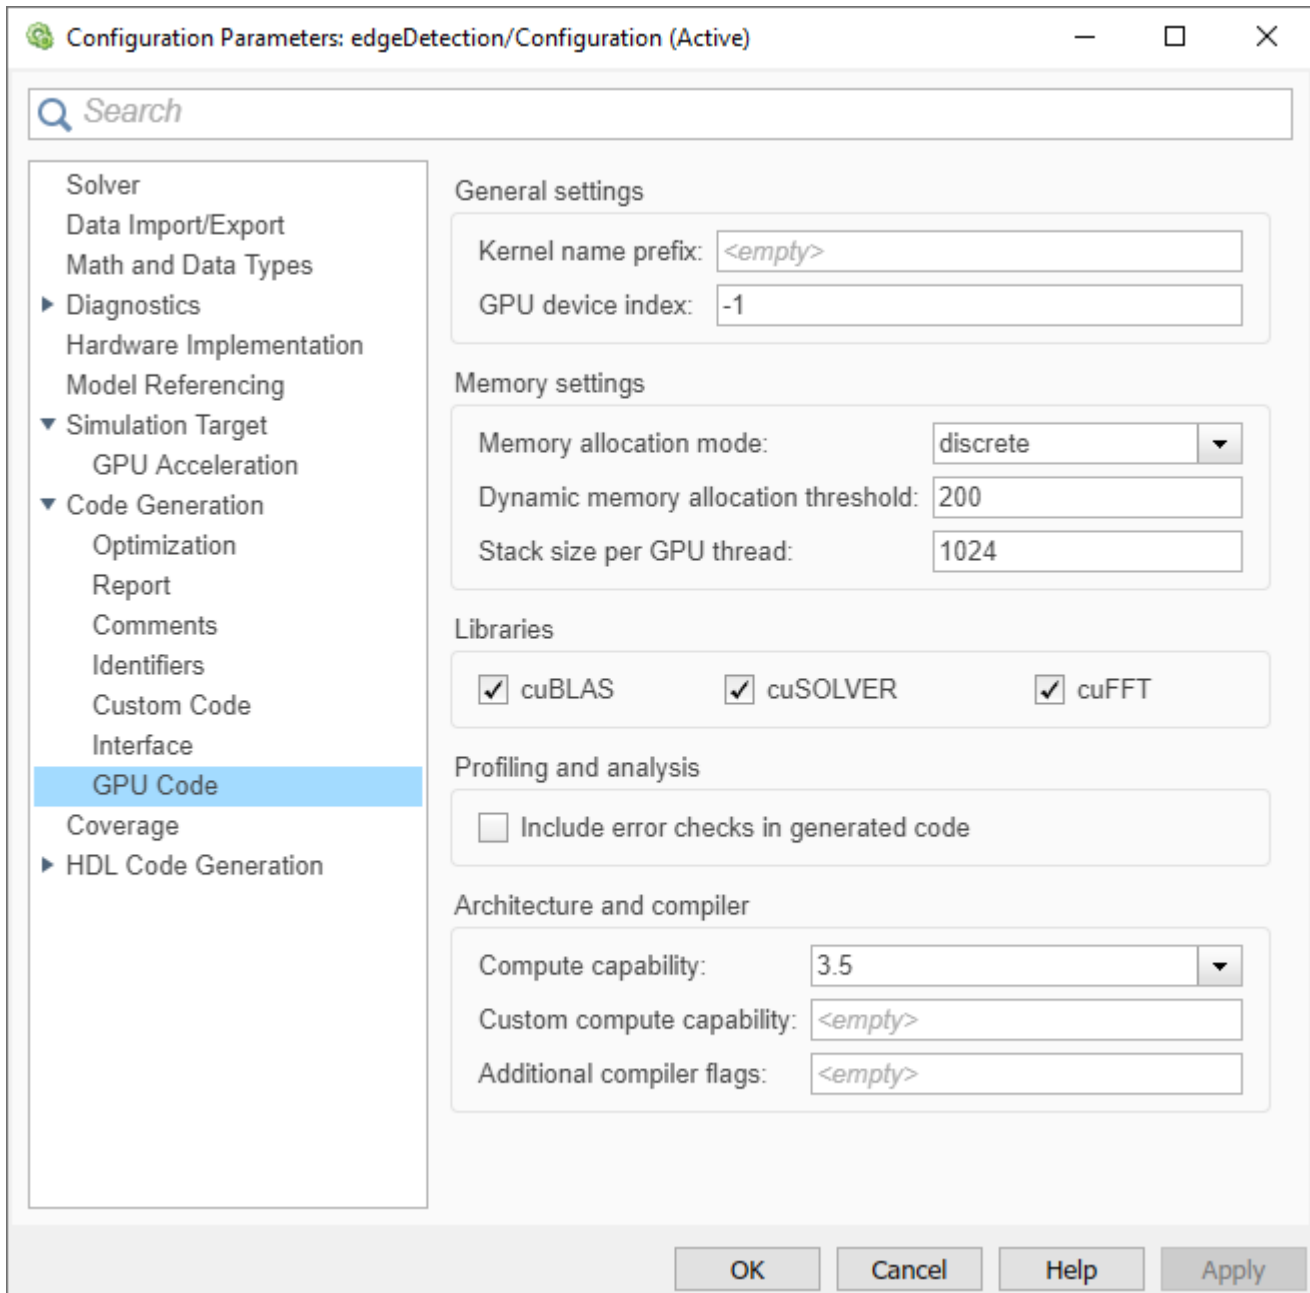 Configuration Parameters: edgeDetection/Configuration (Active)
Search
Solver
Data Import/Export
Math and Data Types
Diagnostics
Hardware Implementation
Model Referencing
Simulation Target
GPU Acceleration
Code Generation
Optimization
Report
Comments
Identifiers
Custom Code
Interface
GPU Code
Coverage
HDL Code Generation
General settings
Kernel name prefix: <empty>
GPU device index: -1
Memory settings
Memory allocation mode: discrete
Dynamic memory allocation threshold: 200
Stack size per GPU thread: 1024
Libraries
cuBLAS cuSOLVER cuFFT
Profiling and analysis
Include error checks in generated code
Architecture and compiler
Compute capability: 3.5
Custom compute capability: <empty>
Additional compiler flags: <empty>
OK Cancel Help Apply